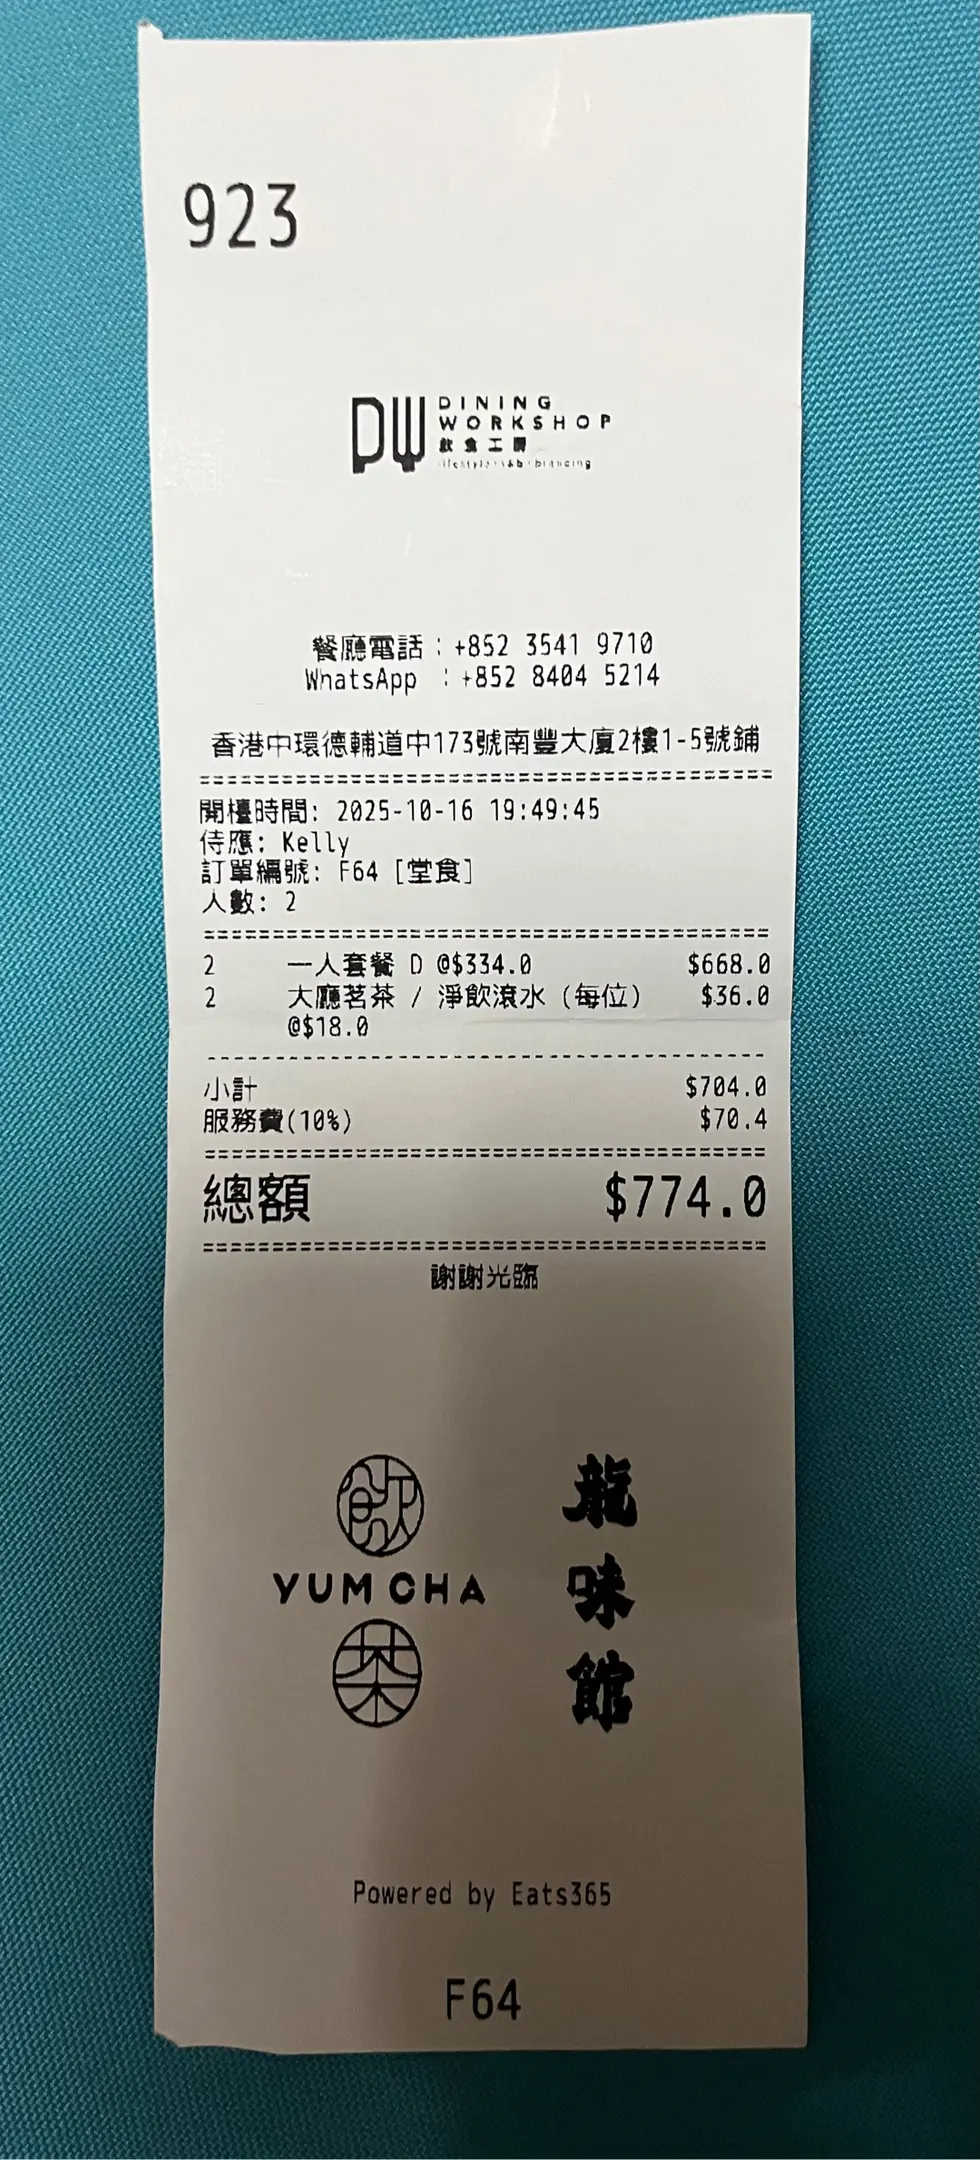 923
DW DINING
WORKSHOP
飲食工房
餐廳電話：+852 3541 9710
WhatsApp ：+852 8404 5214
香港中環德輔道中173號南豐大廈2樓1-5號鋪
==========================================
開檯時間: 2025-10-16 19:49:45
侍應: Kelly
訂單編號: F64 [堂食]
人數: 2
==========================================
2 一人套餐 D @$334.0 $668.0
2 大廳茗茶 / 淨飲滾水 (每位) $36.0
@$18.0
------------------------------------------
小計 $704.0
服務費(10%) $70.4
==========================================
總額 $774.0
==========================================
謝謝光臨
飲
YUM CHA
茶
龍味館
Powered by Eats365
F64